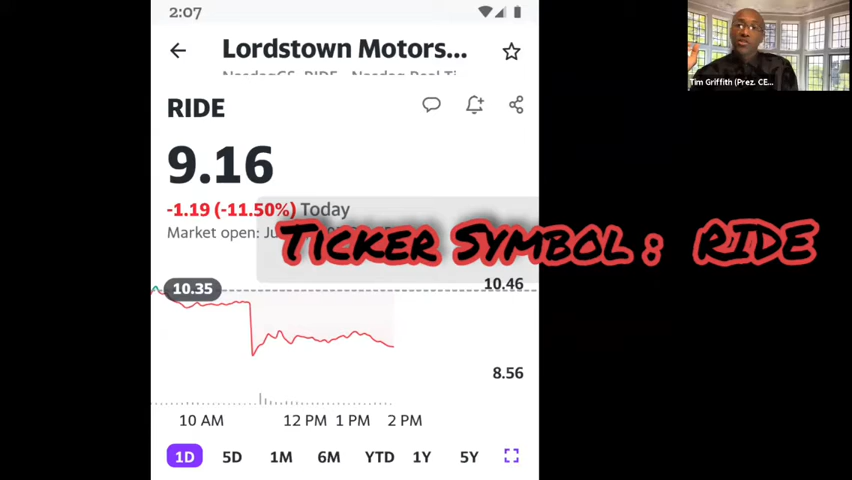 2:07
Lordstown Motors...
NasdaqGS
RIDE
9.16
-1.19 (-11.50%) Today
Market open:
Ticker Symbol : RIDE
10.35
10.46
8.56
10 AM 12 PM 1 PM 2 PM
1D 5D 1M 6M YTD 1Y 5Y
Tim Griffith (Prez. CE...